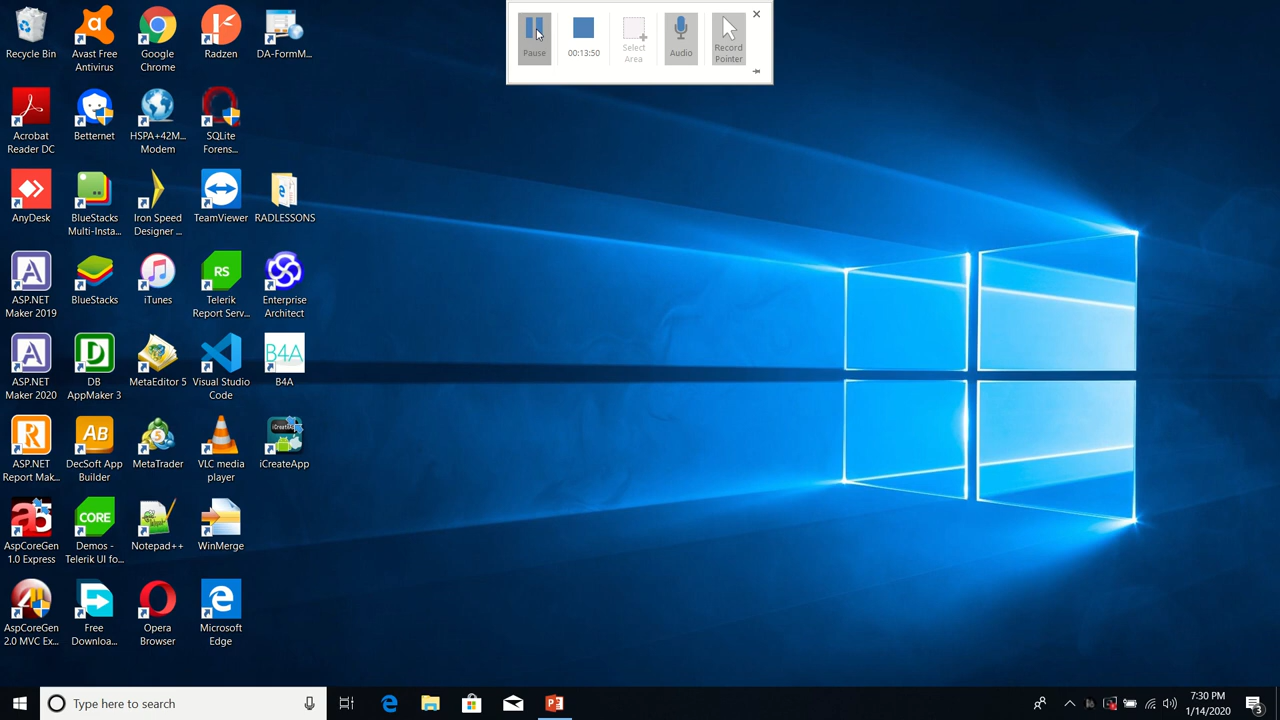 Pause
00:13:50
Select
Area
Audio
Record
Pointer
Recycle Bin
Avast Free
Antivirus
Google
Chrome
Radzen
DA-FormM...
Acrobat
Reader DC
Betternet
HSPA+42M...
Modem
SQLite
Forens...
AnyDesk
BlueStacks
Multi-Insta...
Iron Speed
Designer ...
TeamViewer
RADLESSONS
ASP.NET
Maker 2019
BlueStacks
iTunes
RS
Telerik
Report Serv...
Enterprise
Architect
ASP.NET
Maker 2020
DB
AppMaker 3
MetaEditor 5
Visual Studio
Code
B4A
B4A
ASP.NET
Report Mak...
AB
DecSoft App
Builder
MetaTrader
VLC media
player
iCreateApp
AspCoreGen
1.0 Express
CORE
Demos -
Telerik UI fo...
Notepad++
WinMerge
AspCoreGen
2.0 MVC Ex...
Free
Downloa...
Opera
Browser
Microsoft
Edge
Type here to search
7:30 PM
1/14/2020
3